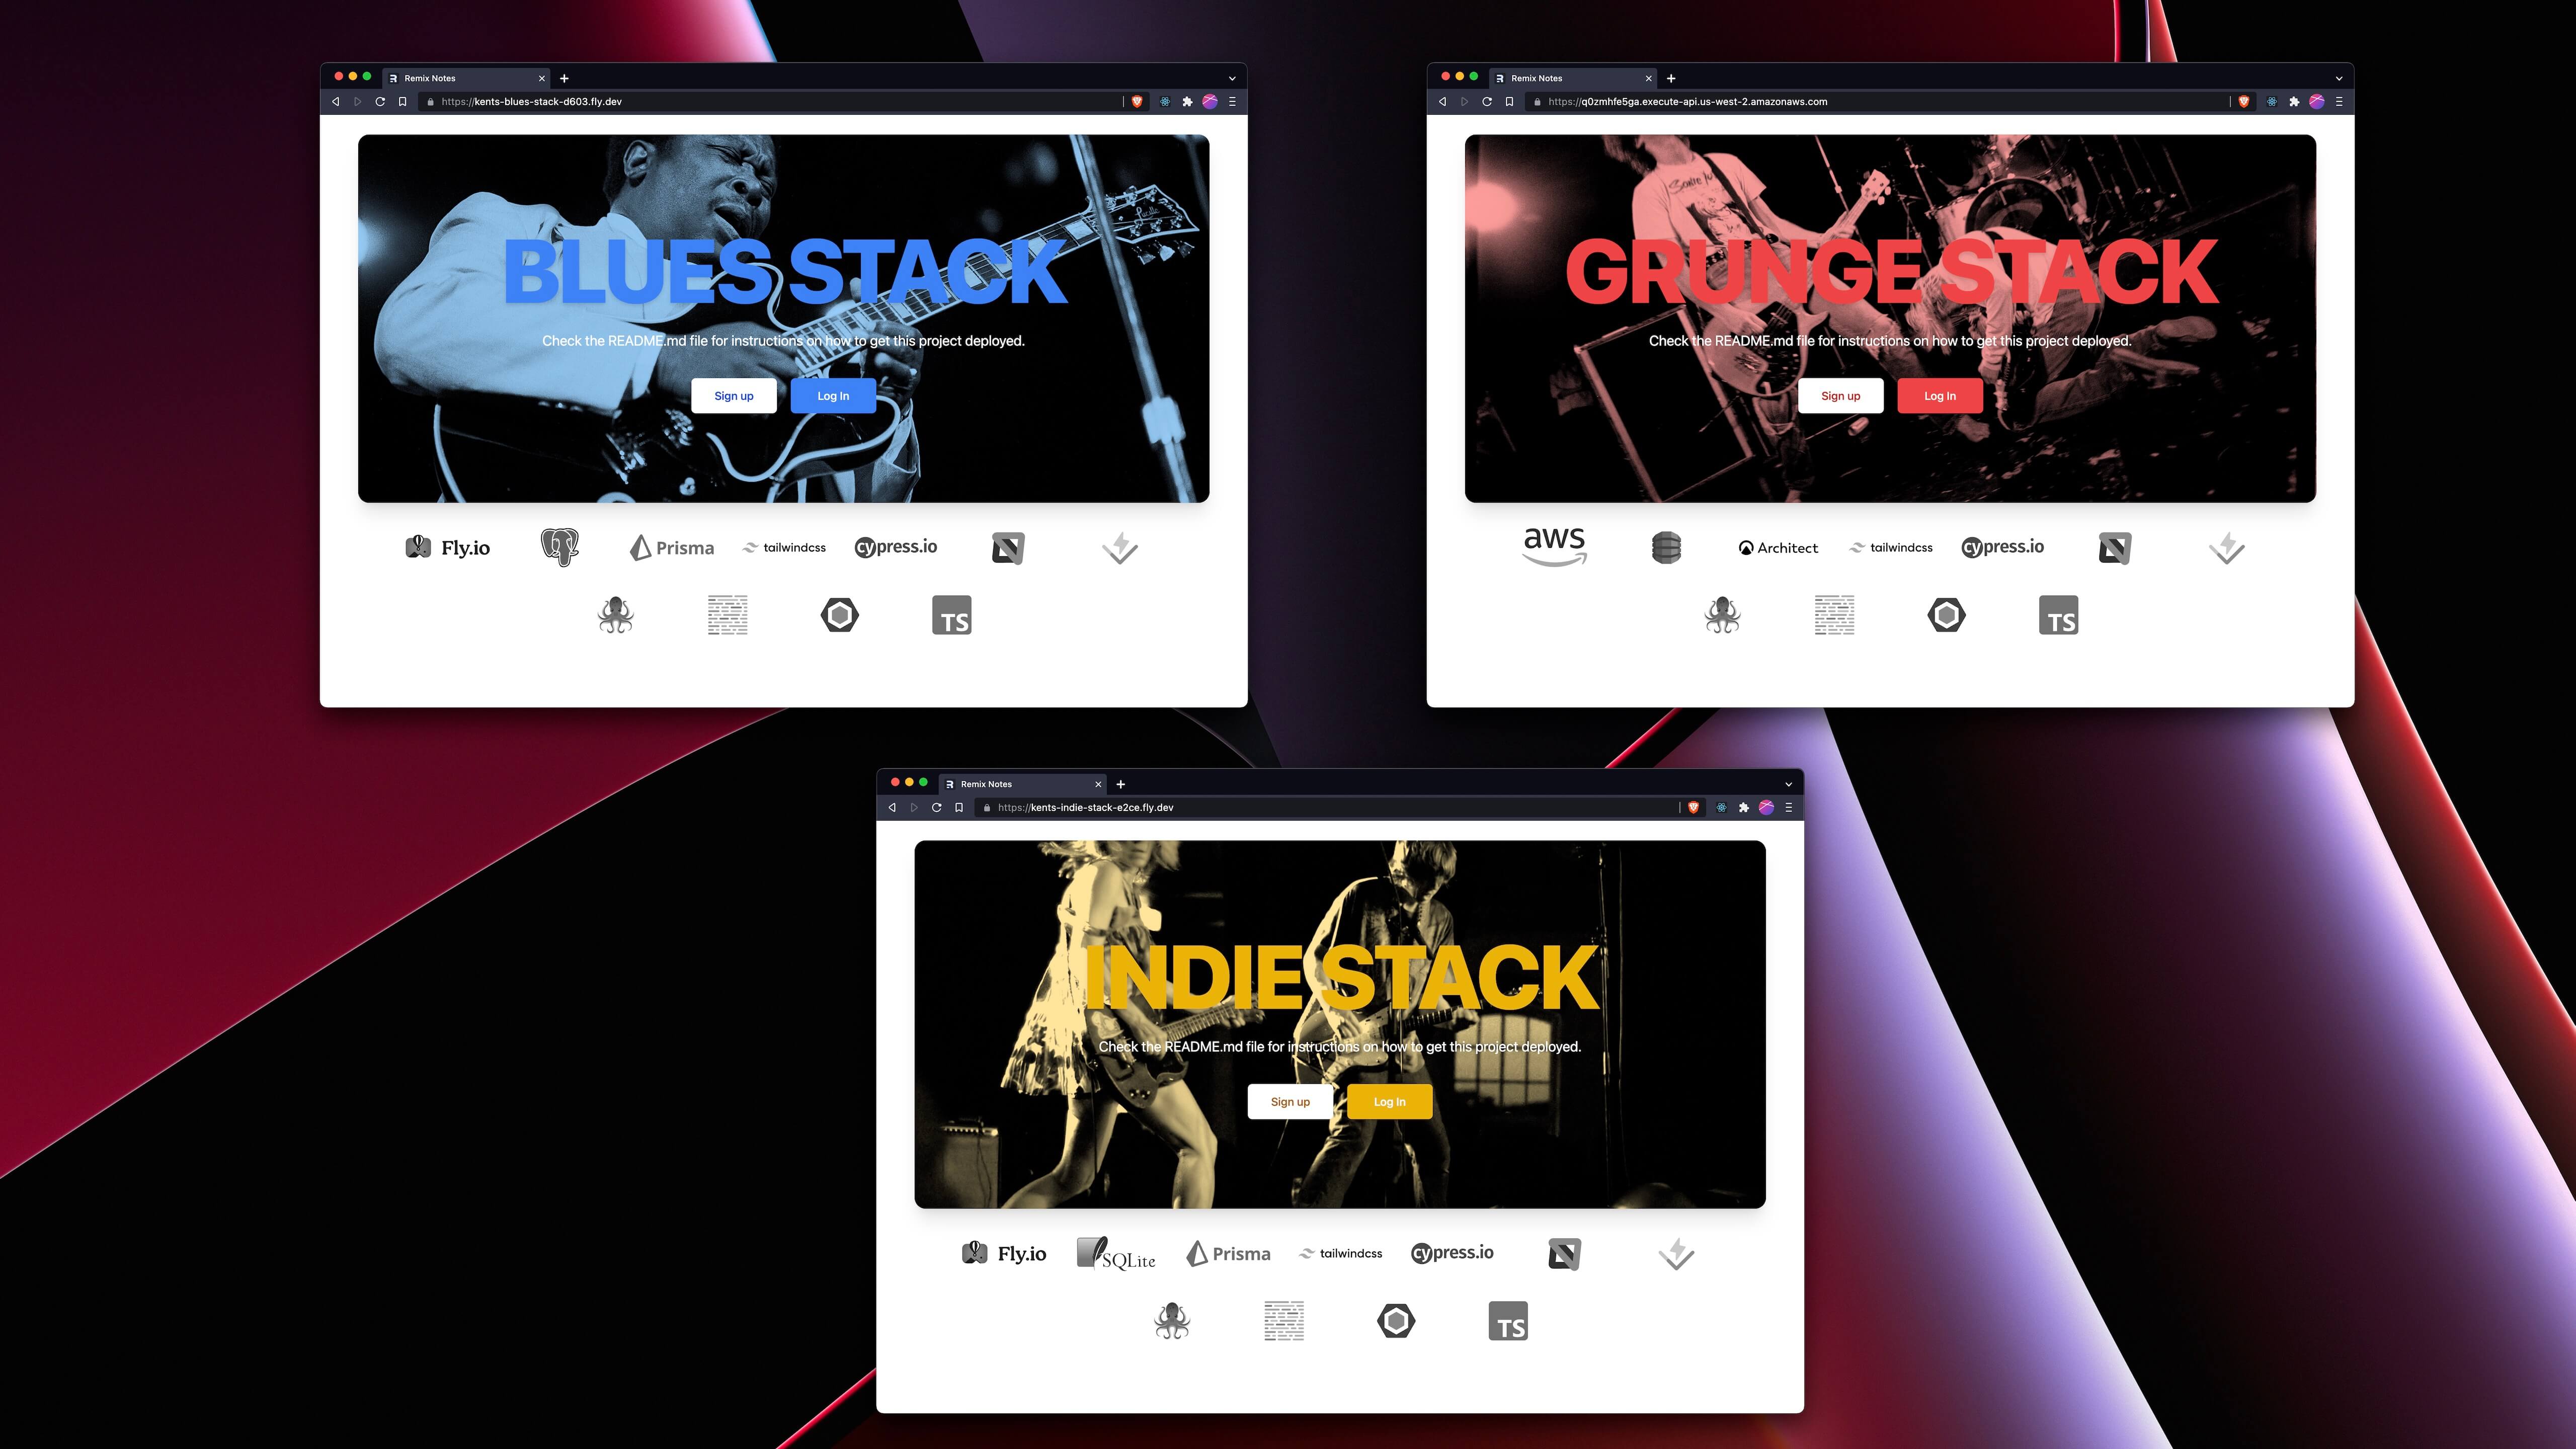 Remix Notes
https://kents-blues-stack-d603.fly.dev
BLUES STACK
Check the README.md file for instructions on how to get this project deployed.
Sign up
Log In
Fly.io
Prisma
tailwindcss
cypress.io
TS
Remix Notes
https://q0zmhfe5ga.execute-api.us-west-2.amazonaws.com
GRUNGE STACK
Check the README.md file for instructions on how to get this project deployed.
Sign up
Log In
aws
Architect
tailwindcss
cypress.io
TS
Remix Notes
https://kents-indie-stack-e2ce.fly.dev
INDIE STACK
Check the README.md file for instructions on how to get this project deployed.
Sign up
Log In
Fly.io
SQLite
Prisma
tailwindcss
cypress.io
TS